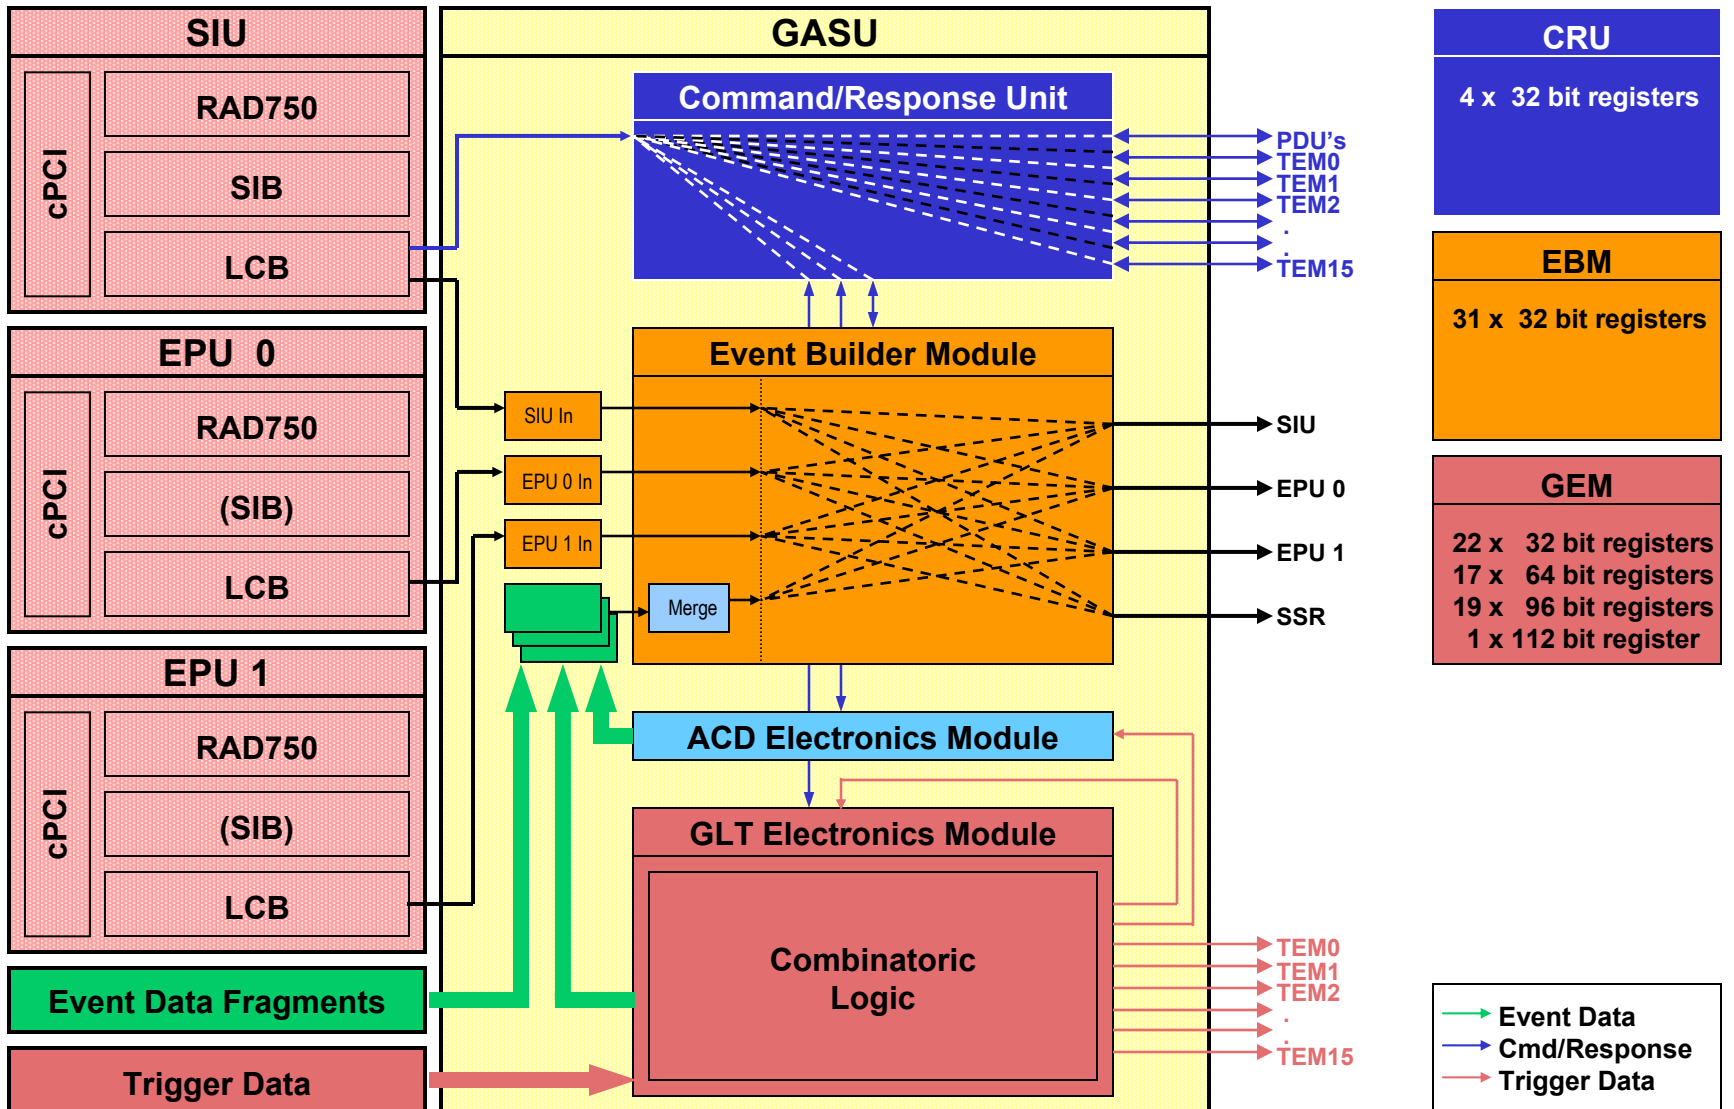 SIU
cPCI
RAD750
SIB
LCB
EPU 0
cPCI
RAD750
(SIB)
LCB
EPU 1
cPCI
RAD750
(SIB)
LCB
Event Data Fragments
Trigger Data
GASU
Command/Response Unit
PDU's
TEM0
TEM1
TEM2
.
.
TEM15
Event Builder Module
SIU In
EPU 0 In
EPU 1 In
Merge
SIU
EPU 0
EPU 1
SSR
ACD Electronics Module
GLT Electronics Module
Combinatoric
Logic
TEM0
TEM1
TEM2
.
.
TEM15
CRU
4 x 32 bit registers
EBM
31 x 32 bit registers
GEM
22 x 32 bit registers
17 x 64 bit registers
19 x 96 bit registers
1 x 112 bit register
Event Data
Cmd/Response
Trigger Data